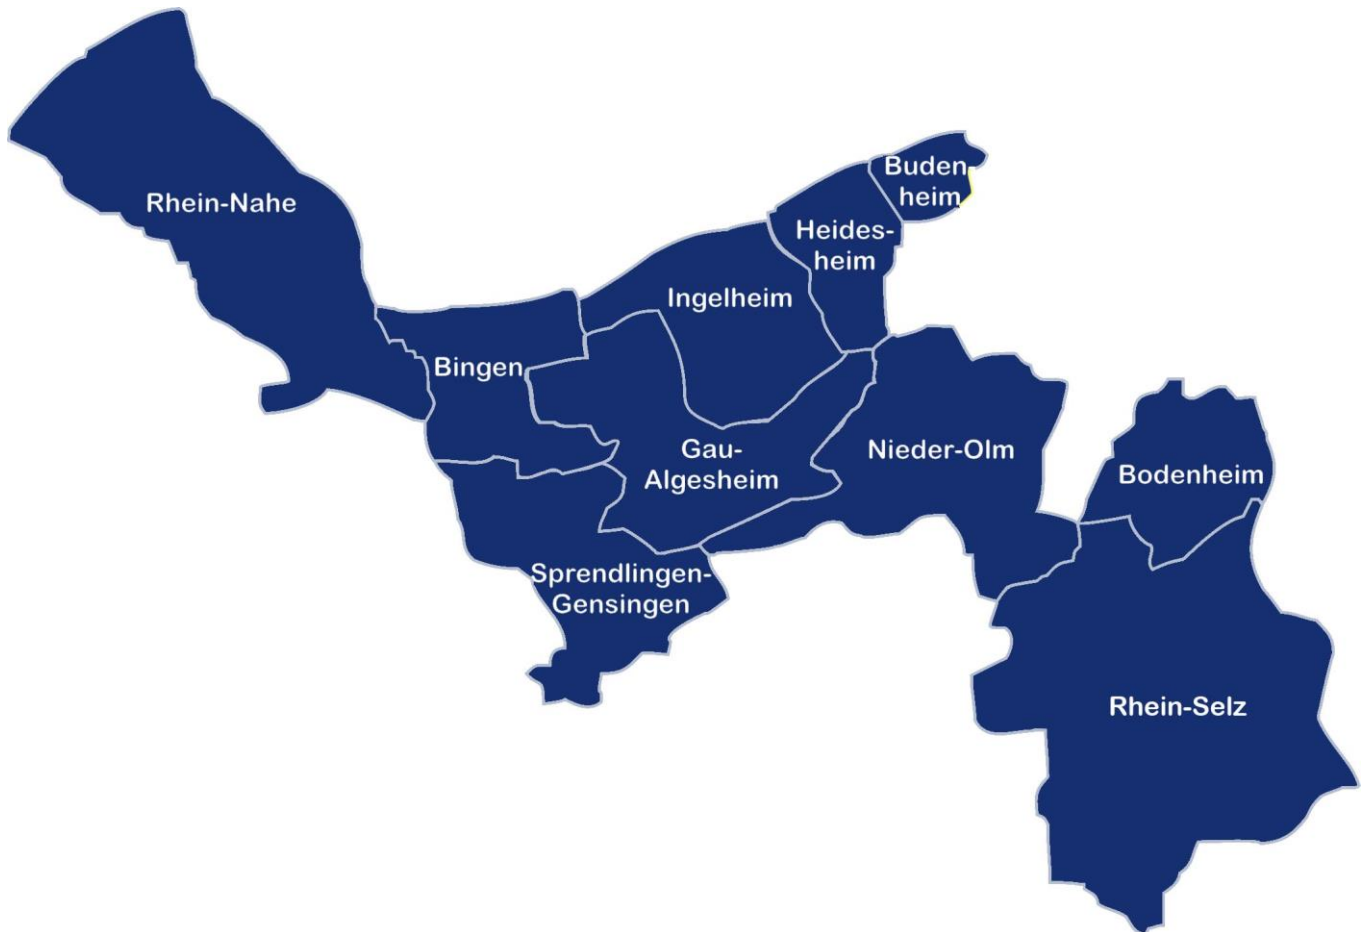 Rhein-Nahe
Buden
heim
Heides-
heim
Ingelheim
Bingen
Gau-
Algesheim
Nieder-Olm
Bodenheim
Sprendlingen-
Gensingen
Rhein-Selz